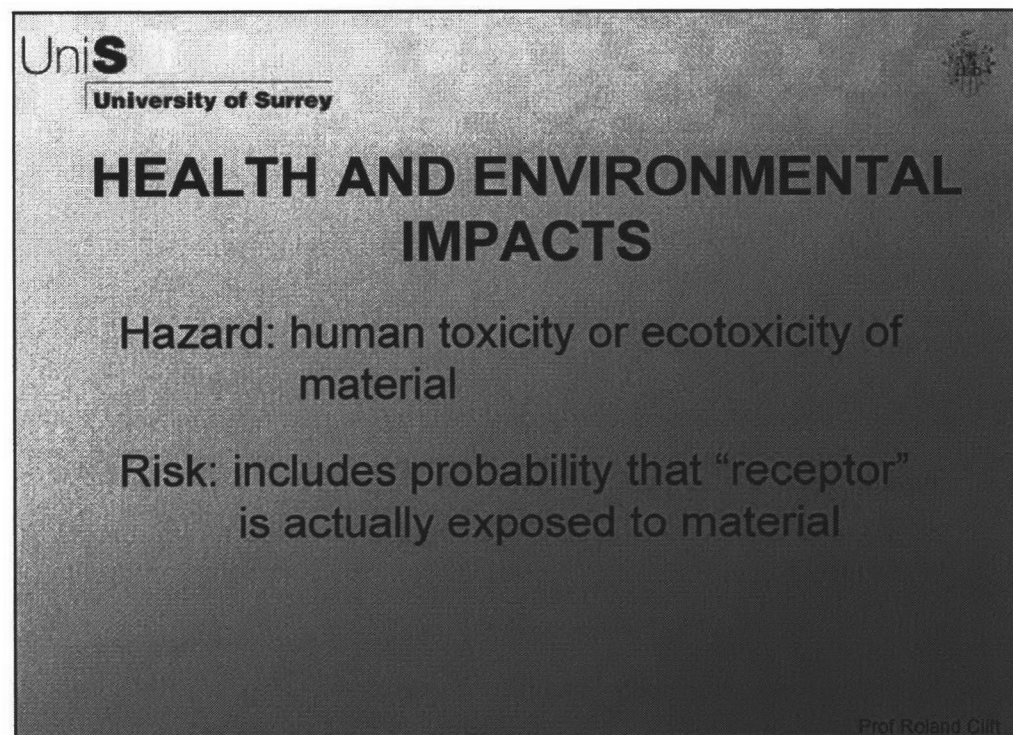 UniS
University of Surrey
HEALTH AND ENVIRONMENTAL
IMPACTS
Hazard: human toxicity or ecotoxicity of
material
Risk: includes probability that “receptor”
is actually exposed to material
Prof Roland Clift